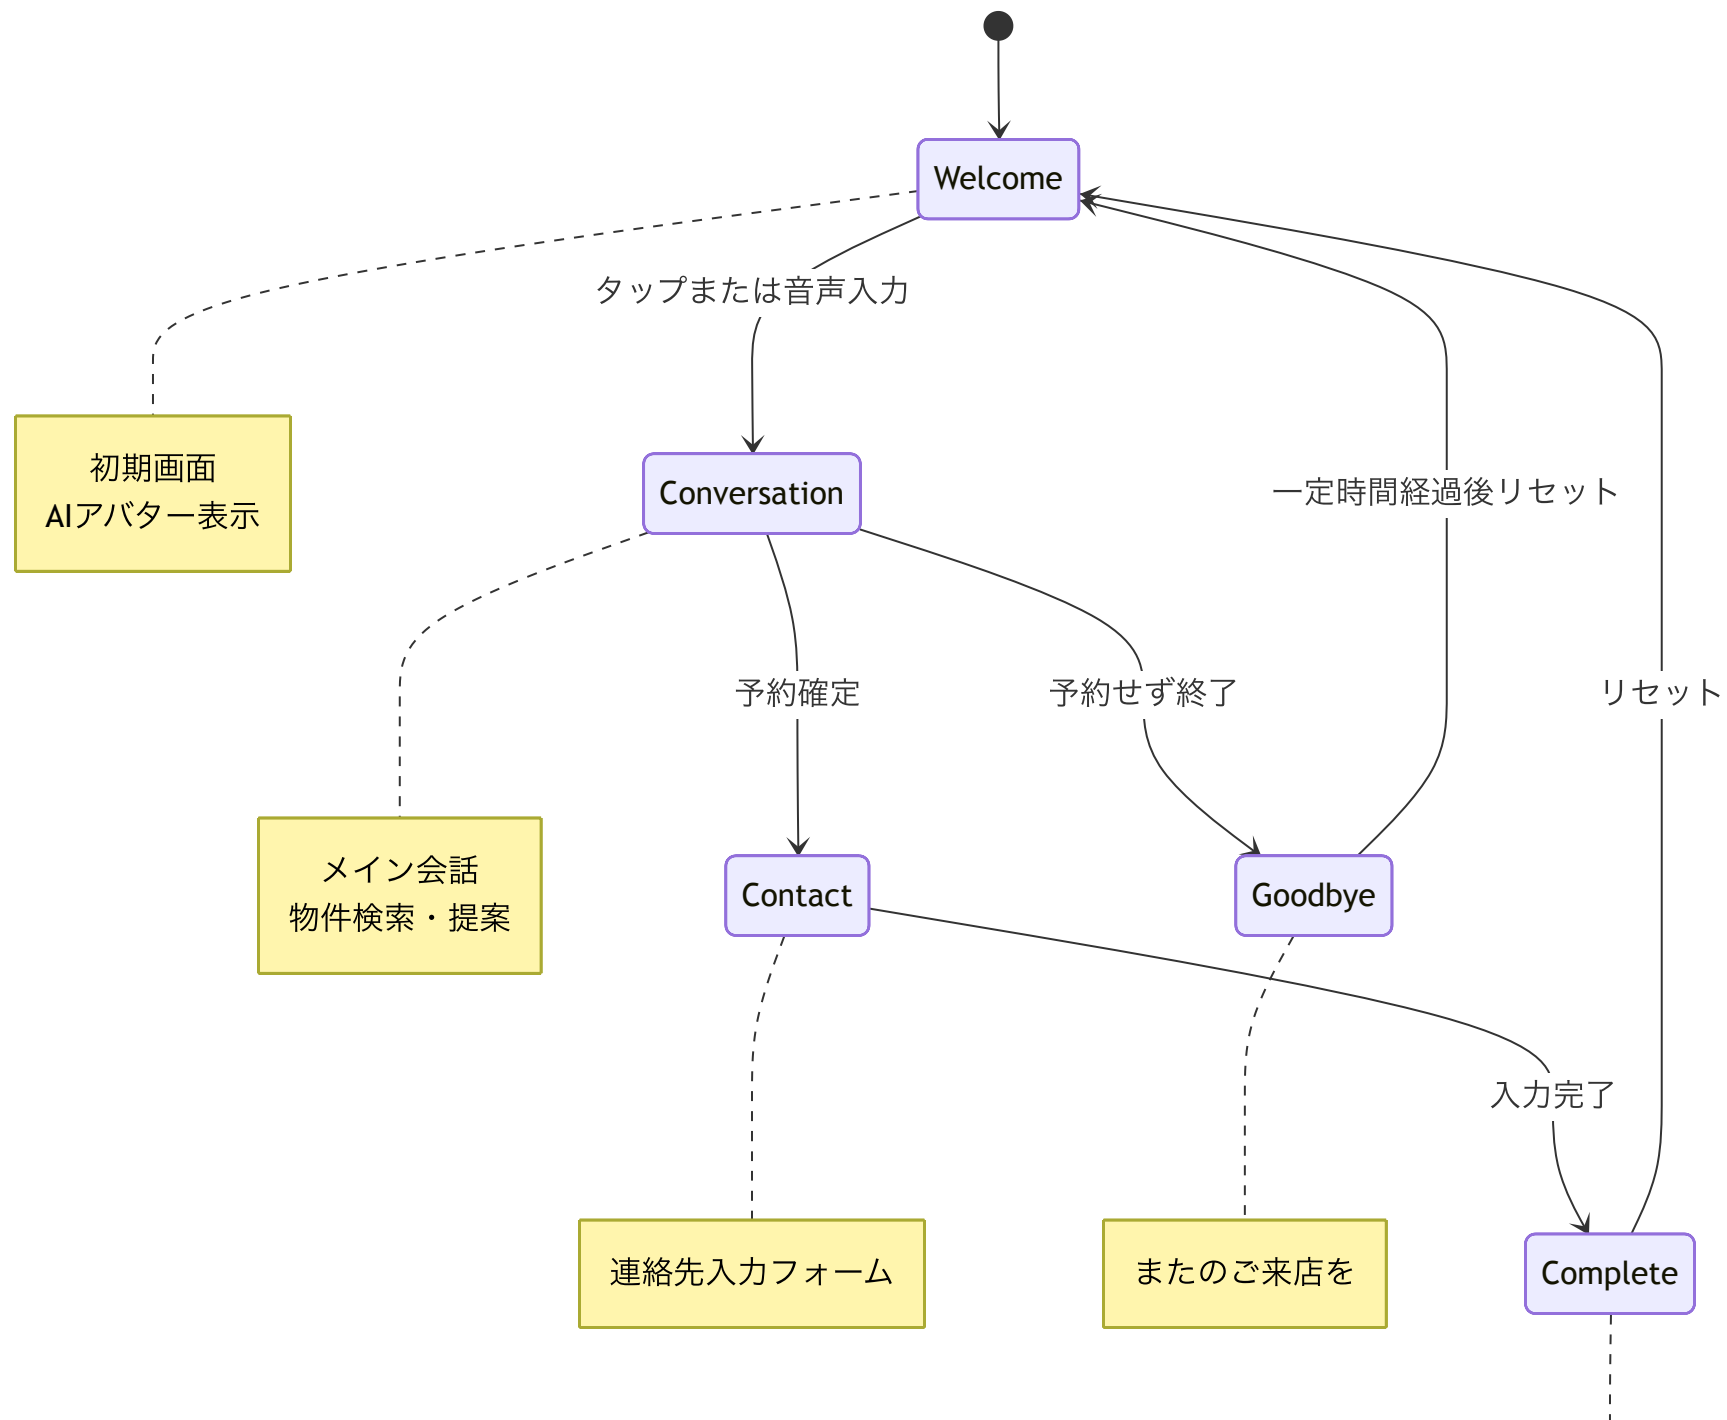 Welcome
タップまたは音声入力
初期画面
AIアバター表示
Conversation
一定時間経過後リセット
予約確定
予約せず終了
リセット
メイン会話
物件検索・提案
Contact
Goodbye
入力完了
連絡先入力フォーム
またのご来店を
Complete